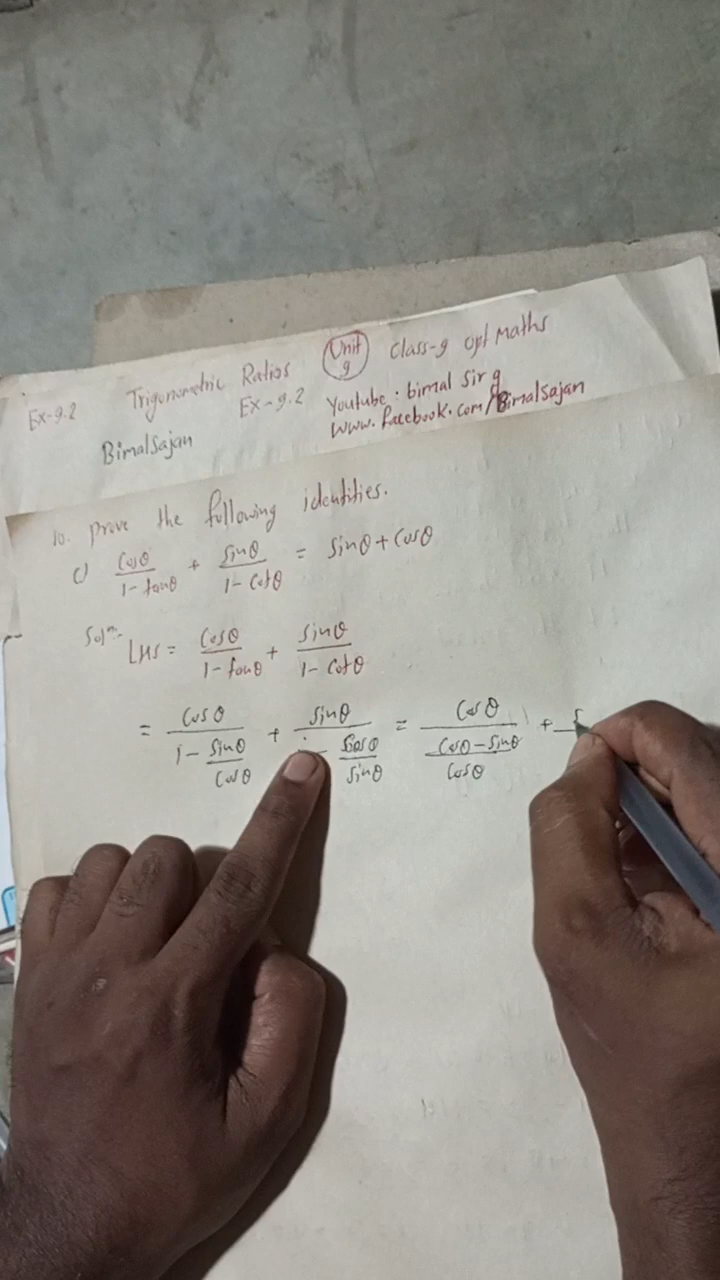 Trigonometric Ratios Unit 9 Class-9 opt Maths
Ex-9.2 Ex-9.2 Youtube : bimal sir g
BimalSajan www.facebook.com/BimalSajan
10. prove the following identities.
c) Cosθ/1-tanθ + Sinθ/1-Cotθ = Sinθ+Cosθ
Solⁿ:- LHS = Cosθ/1-tanθ + Sinθ/1-Cotθ
= Cosθ/(1-Sinθ/Cosθ) + Sinθ/(- Cosθ/Sinθ) = Cosθ/((Cosθ-Sinθ)/Cosθ) + S